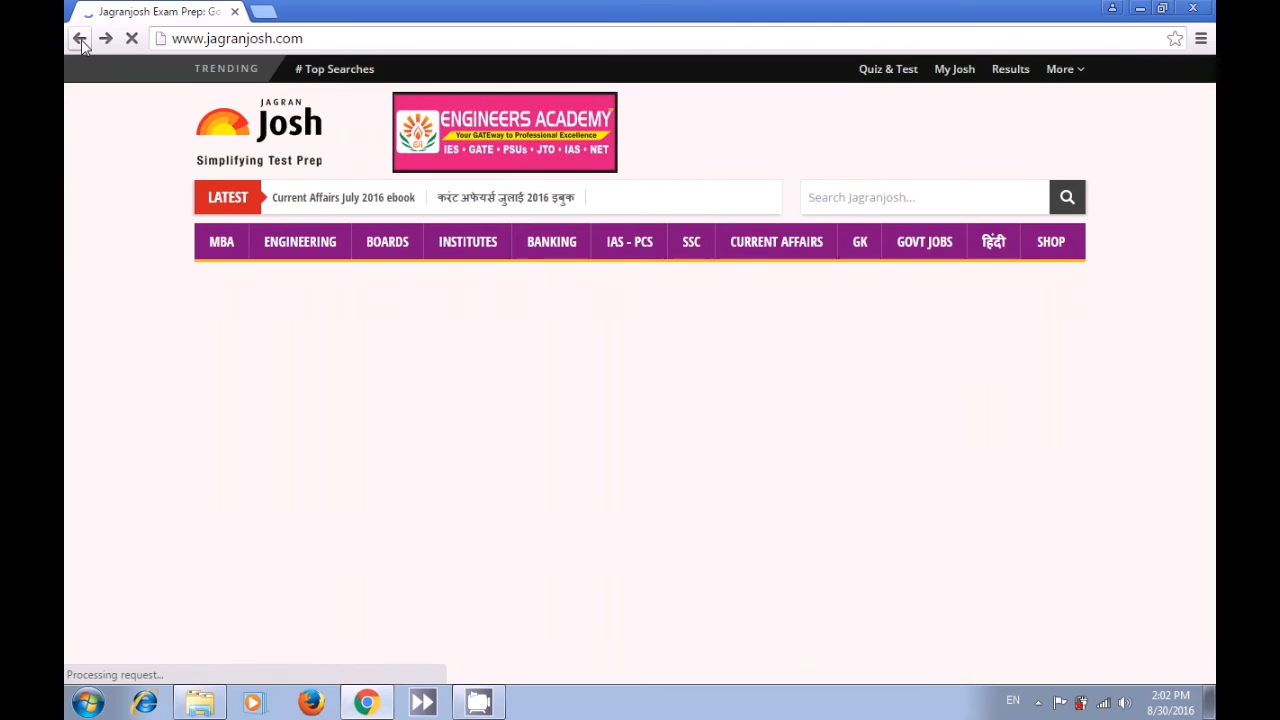 Jagranjosh Exam Prep: Go
www.jagranjosh.com
TRENDING # Top Searches Quiz & Test My Josh Results More
JAGRAN
Josh
Simplifying Test Prep
ENGINEERS ACADEMY
Your GATEway to Professional Excellence
IES • GATE • PSUs • JTO • IAS • NET
LATEST Current Affairs July 2016 ebook करंट अफेयर्स जुलाई 2016 इबुक Search Jagranjosh...
MBA ENGINEERING BOARDS INSTITUTES BANKING IAS - PCS SSC CURRENT AFFAIRS GK GOVT JOBS हिंदी SHOP
Processing request...
EN 2:02 PM
8/30/2016